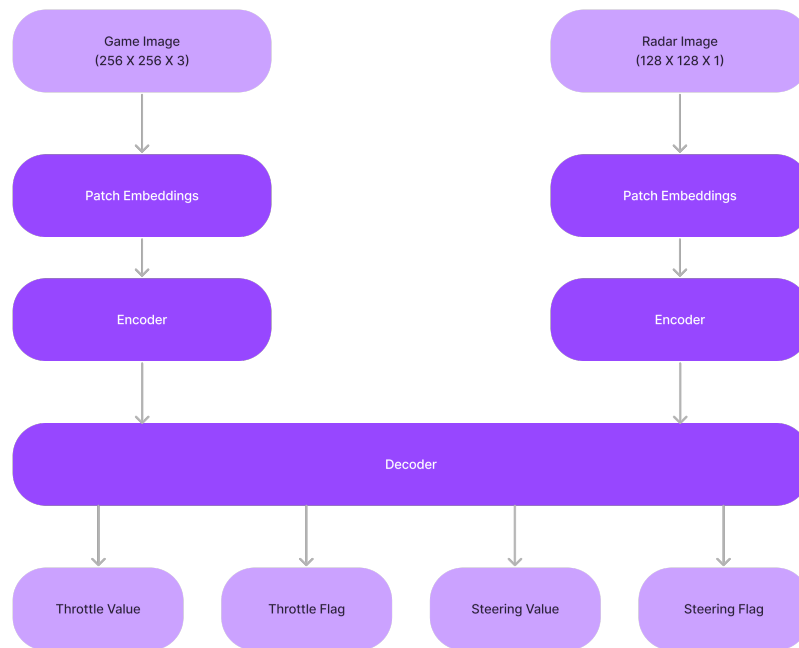 Game Image
(256 X 256 X 3)
Radar Image
(128 X 128 X 1)
Patch Embeddings
Patch Embeddings
Encoder
Encoder
Decoder
Throttle Value
Throttle Flag
Steering Value
Steering Flag